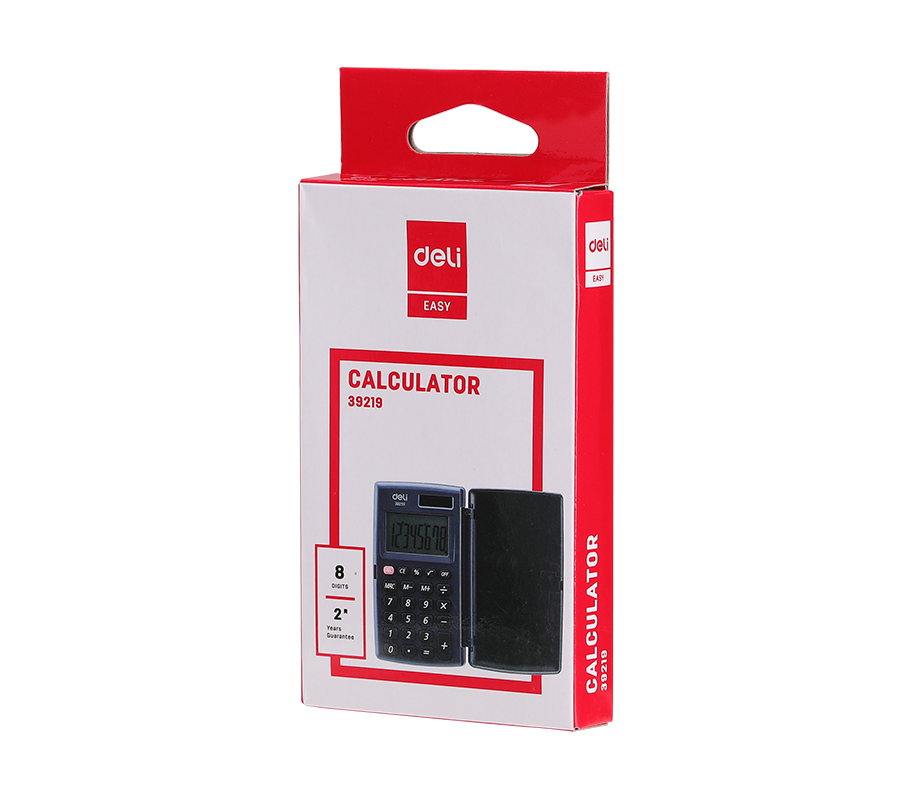 deli
EASY
CALCULATOR
39219
deli
39219
12345678
CE % √ OFF
MRC M− M+ ÷
7 8 9 ×
4 5 6 −
1 2 3 +
0 . =
8
DIGITS
2*
Years
Guarantee
deli
EASY
CALCULATOR
39219